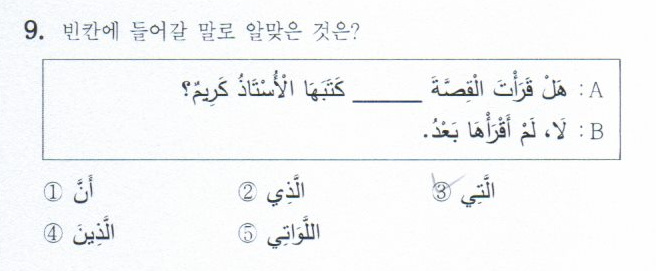 9. 빈칸에 들어갈 말로 알맞은 것은?
A : هَلْ قَرَأْتَ الْقِصَّةَ ______ كَتَبَهَا الْأُسْتَاذُ كَرِيمٌ؟
B : لَا، لَمْ أَقْرَأْهَا بَعْدُ.
① أَنَّ ② الَّذِي ③ الَّتِي
④ الَّذِينَ ⑤ اللَّوَاتِي